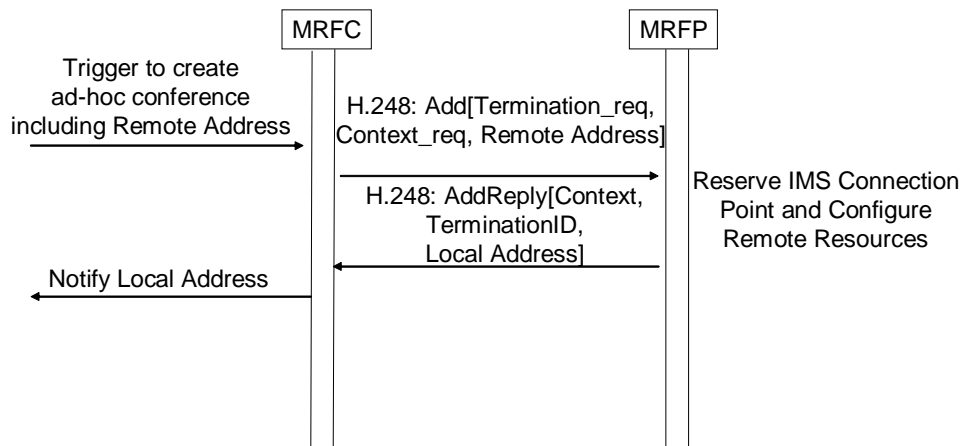 MRFC
MRFP
Trigger to create
ad-hoc conference
including Remote Address
H.248: Add[Termination_req,
Context_req, Remote Address]
H.248: AddReply[Context,
TerminationID,
Local Address]
Reserve IMS Connection
Point and Configure
Remote Resources
Notify Local Address